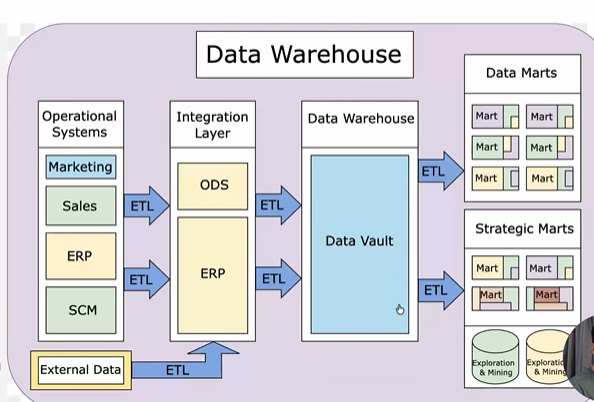 Data Warehouse
Operational
Systems
Marketing
Sales
ERP
SCM
External Data
ETL
ETL
ETL
Integration
Layer
ODS
ERP
ETL
ETL
Data Warehouse
Data Vault
ETL
ETL
Data Marts
Mart
Mart
Mart
Mart
Mart
Mart
Strategic Marts
Mart
Mart
Mart
Mart
Exploration
& Mining
& Mining